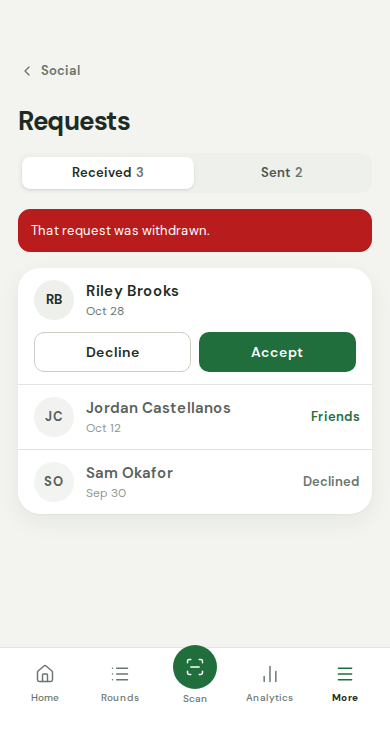 Social
Requests
Received 3
Sent 2
That request was withdrawn.
RB
Riley Brooks
Oct 28
Decline
Accept
JC
Jordan Castellanos
Oct 12
Friends
SO
Sam Okafor
Sep 30
Declined
Home
Rounds
Scan
Analytics
More